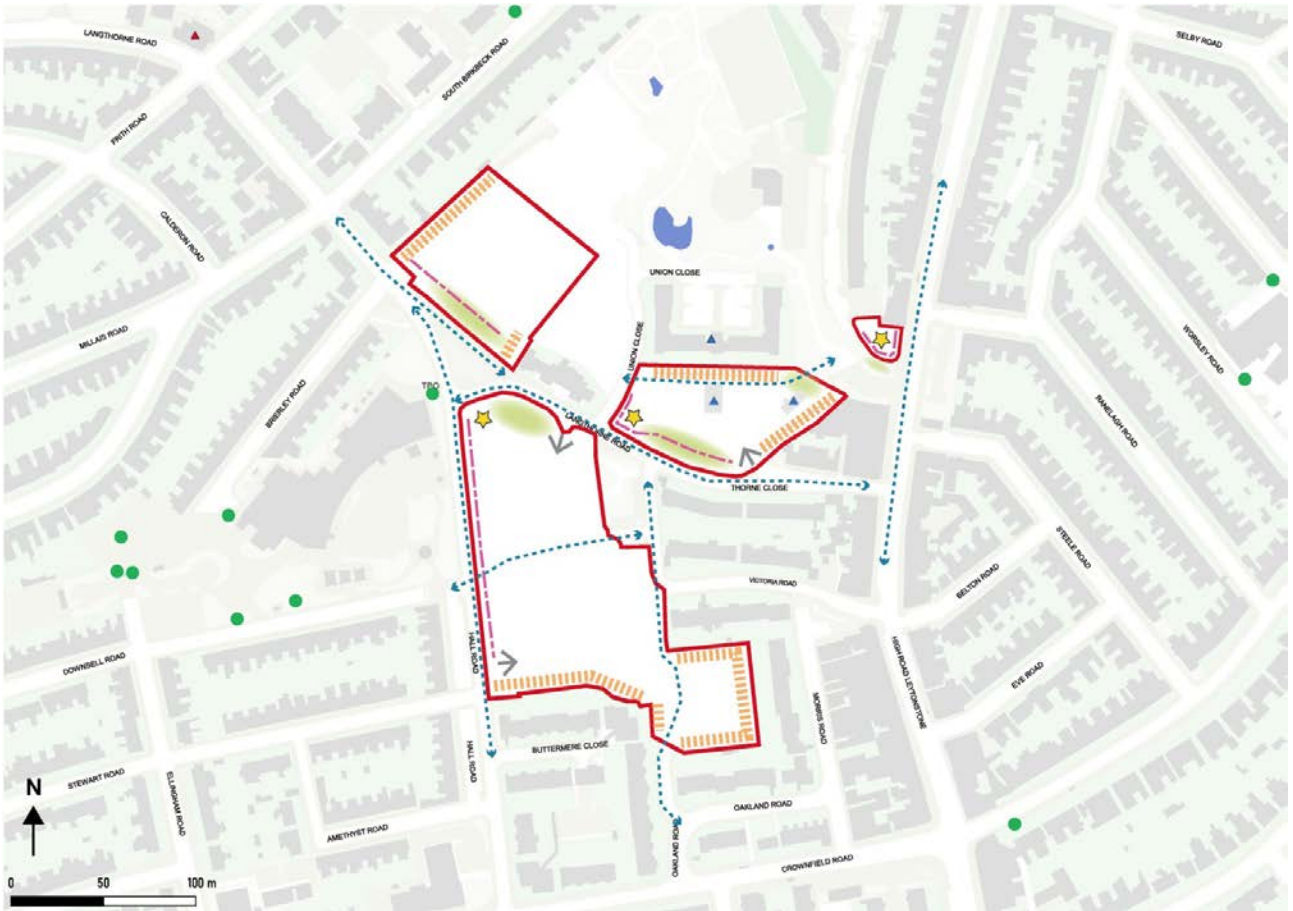 LANGTHORNE ROAD
SOUTH BIRKBECK ROAD
SELBY ROAD
FRITH ROAD
CALDERON ROAD
MILLAIS ROAD
UNION CLOSE
WORSLEY ROAD
UNION CLOSE
TPO
BRIERLEY ROAD
RANELAGH ROAD
LANGTHORNE ROAD
THORNE CLOSE
STEELE ROAD
VICTORIA ROAD
BELTON ROAD
DOWNSELL ROAD
HALL ROAD
HIGH ROAD LEYTONSTONE
EVE ROAD
MORRIS ROAD
BUTTERMERE CLOSE
HALL ROAD
STEWART ROAD
ELLINGHAM ROAD
N
AMETHYST ROAD
OAKLAND ROAD
OAKLAND ROAD
CROWNFIELD ROAD
0 50 100 m